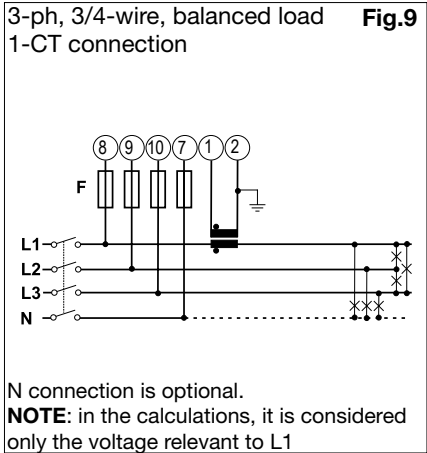 3-ph, 3/4-wire, balanced load Fig.9
1-CT connection
8 9 10 7 1 2
F
L1
L2
L3
N
N connection is optional.
NOTE: in the calculations, it is considered
only the voltage relevant to L1